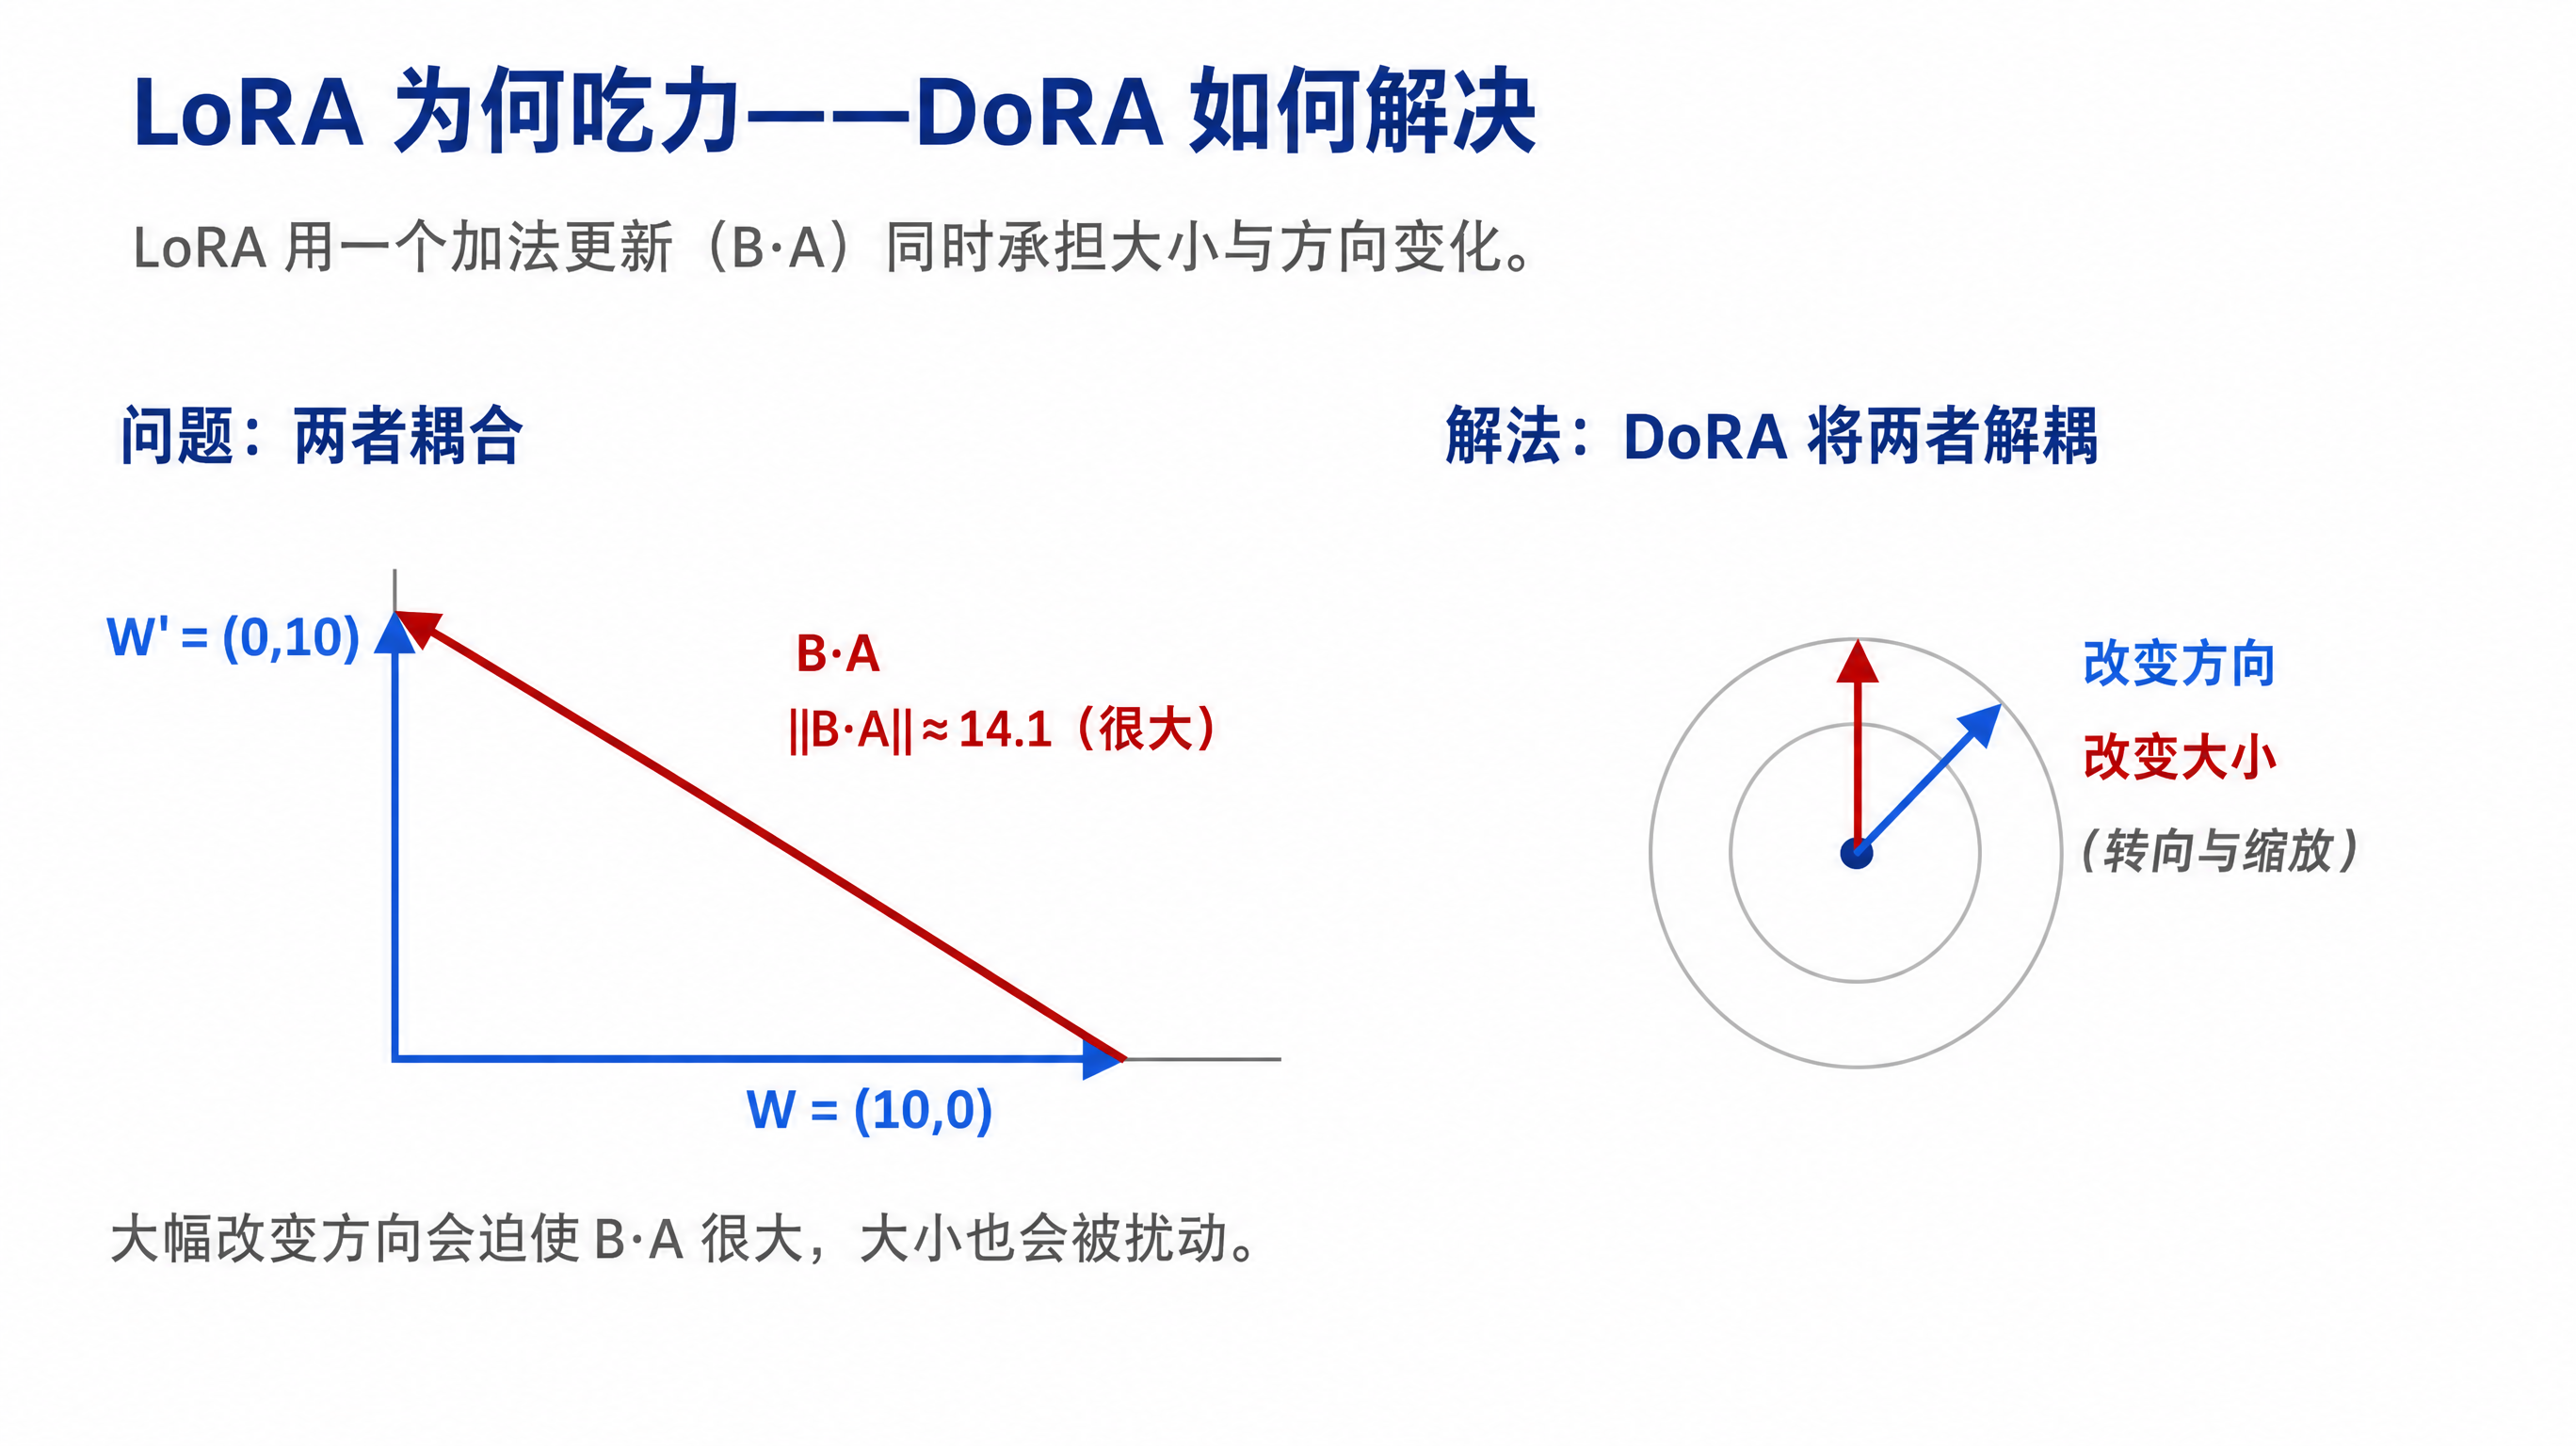 LoRA 为何吃力——DoRA 如何解决
LoRA 用一个加法更新（B·A）同时承担大小与方向变化。
问题：两者耦合
W' = (0,10)
B·A
||B·A|| ≈ 14.1（很大）
W = (10,0)
大幅改变方向会迫使 B·A 很大，大小也会被扰动。
解法：DoRA 将两者解耦
改变方向
改变大小
（转向与缩放）